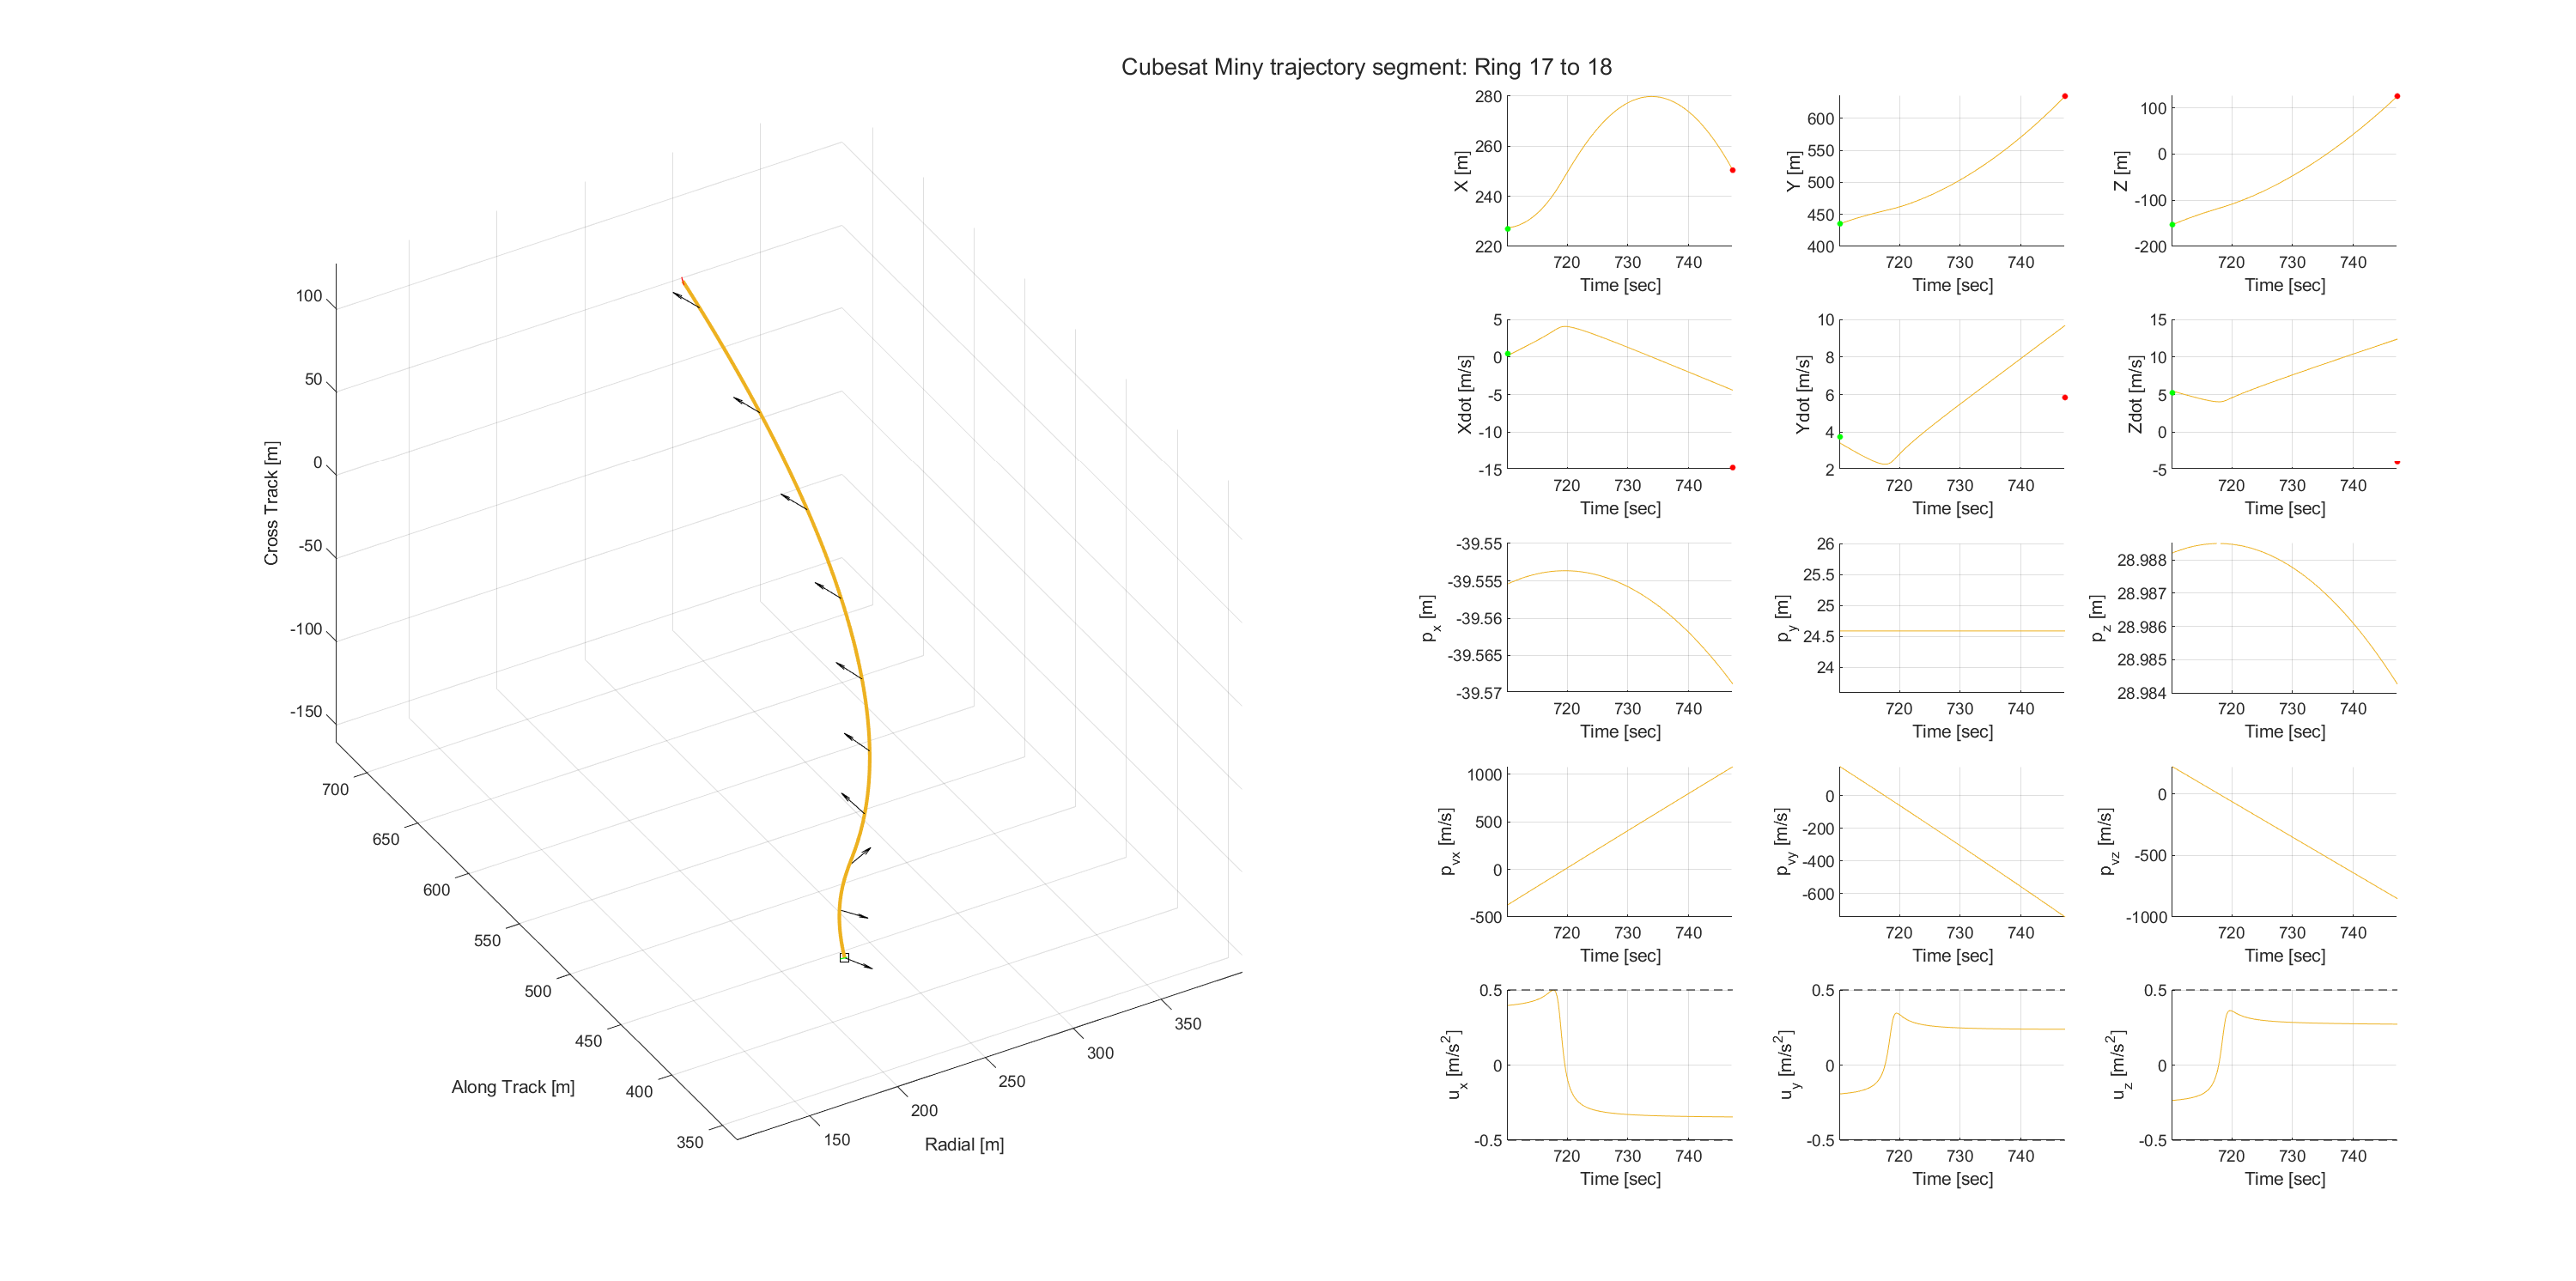 Cubesat Miny trajectory segment: Ring 17 to 18
Cross Track [m]
100
50
0
-50
-100
-150
Along Track [m]
700
650
600
550
500
450
400
350
Radial [m]
150
200
250
300
350
X [m]
280
260
240
220
720 730 740
Time [sec]
Y [m]
600
550
500
450
400
720 730 740
Time [sec]
Z [m]
100
0
-100
-200
720 730 740
Time [sec]
Xdot [m/s]
5
0
-5
-10
-15
720 730 740
Time [sec]
Ydot [m/s]
10
8
6
4
2
720 730 740
Time [sec]
Zdot [m/s]
15
10
5
0
-5
720 730 740
Time [sec]
p_x [m]
-39.55
-39.555
-39.56
-39.565
-39.57
720 730 740
Time [sec]
p_y [m]
26
25.5
25
24.5
24
720 730 740
Time [sec]
p_z [m]
28.988
28.987
28.986
28.985
28.984
720 730 740
Time [sec]
p_vx [m/s]
1000
500
0
-500
720 730 740
Time [sec]
p_vy [m/s]
0
-200
-400
-600
720 730 740
Time [sec]
p_vz [m/s]
0
-500
-1000
720 730 740
Time [sec]
u_x [m/s²]
0.5
0
-0.5
720 730 740
Time [sec]
u_y [m/s²]
0.5
0
-0.5
720 730 740
Time [sec]
u_z [m/s²]
0.5
0
-0.5
720 730 740
Time [sec]